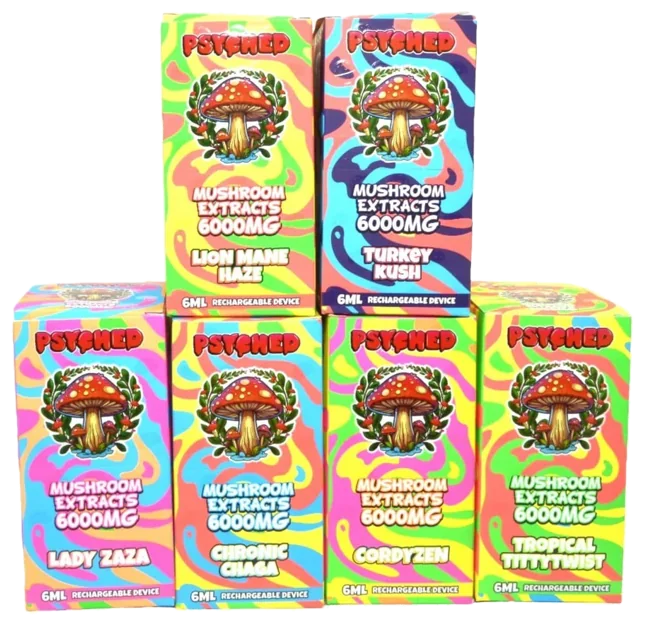 PSYCHED
MUSHROOM
EXTRACTS
6000MG
LION MANE
HAZE
6ML RECHARGEABLE DEVICE
PSYCHED
MUSHROOM
EXTRACTS
6000MG
TURKEY
KUSH
6ML RECHARGEABLE DEVICE
PSYCHED
MUSHROOM
EXTRACTS
6000MG
LADY ZAZA
6ML RECHARGEABLE DEVICE
PSYCHED
MUSHROOM
EXTRACTS
6000MG
CHRONIC
CHAGA
6ML RECHARGEABLE DEVICE
PSYCHED
MUSHROOM
EXTRACTS
6000MG
CORDYZEN
6ML RECHARGEABLE DEVICE
PSYCHED
MUSHROOM
EXTRACTS
6000MG
TROPICAL
TITTTTWIST
6ML RECHARGEABLE DEVICE